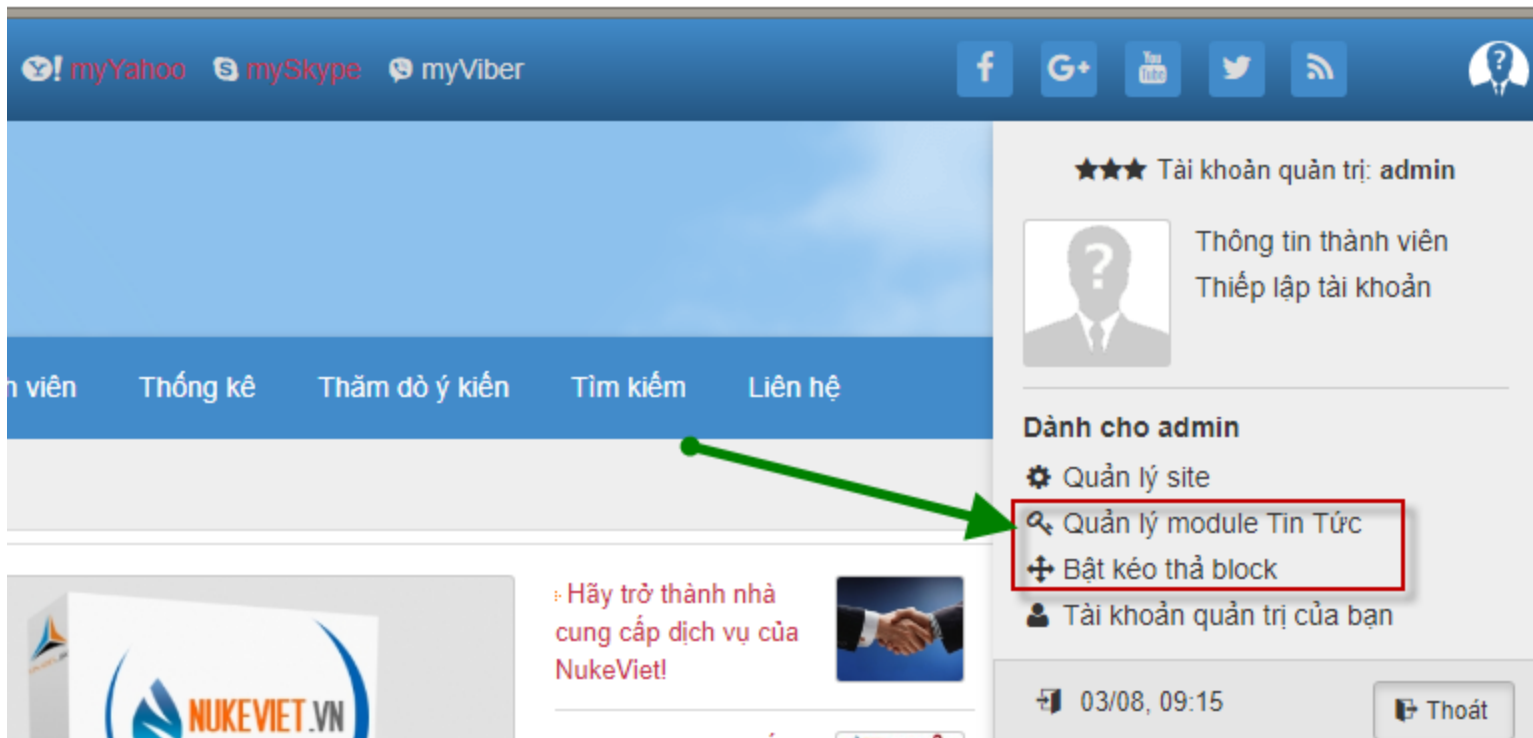 myYahoo mySkype myViber
f G+ You Tube
Tài khoản quản trị: admin
Thông tin thành viên
Thiếp lập tài khoản
viên Thống kê Thăm dò ý kiến Tìm kiếm Liên hệ
Dành cho admin
Quản lý site
Quản lý module Tin Tức
Bật kéo thả block
Tài khoản quản trị của bạn
Hãy trở thành nhà
cung cấp dịch vụ của
NukeViet!
NUKEVIET.VN
03/08, 09:15
Thoát